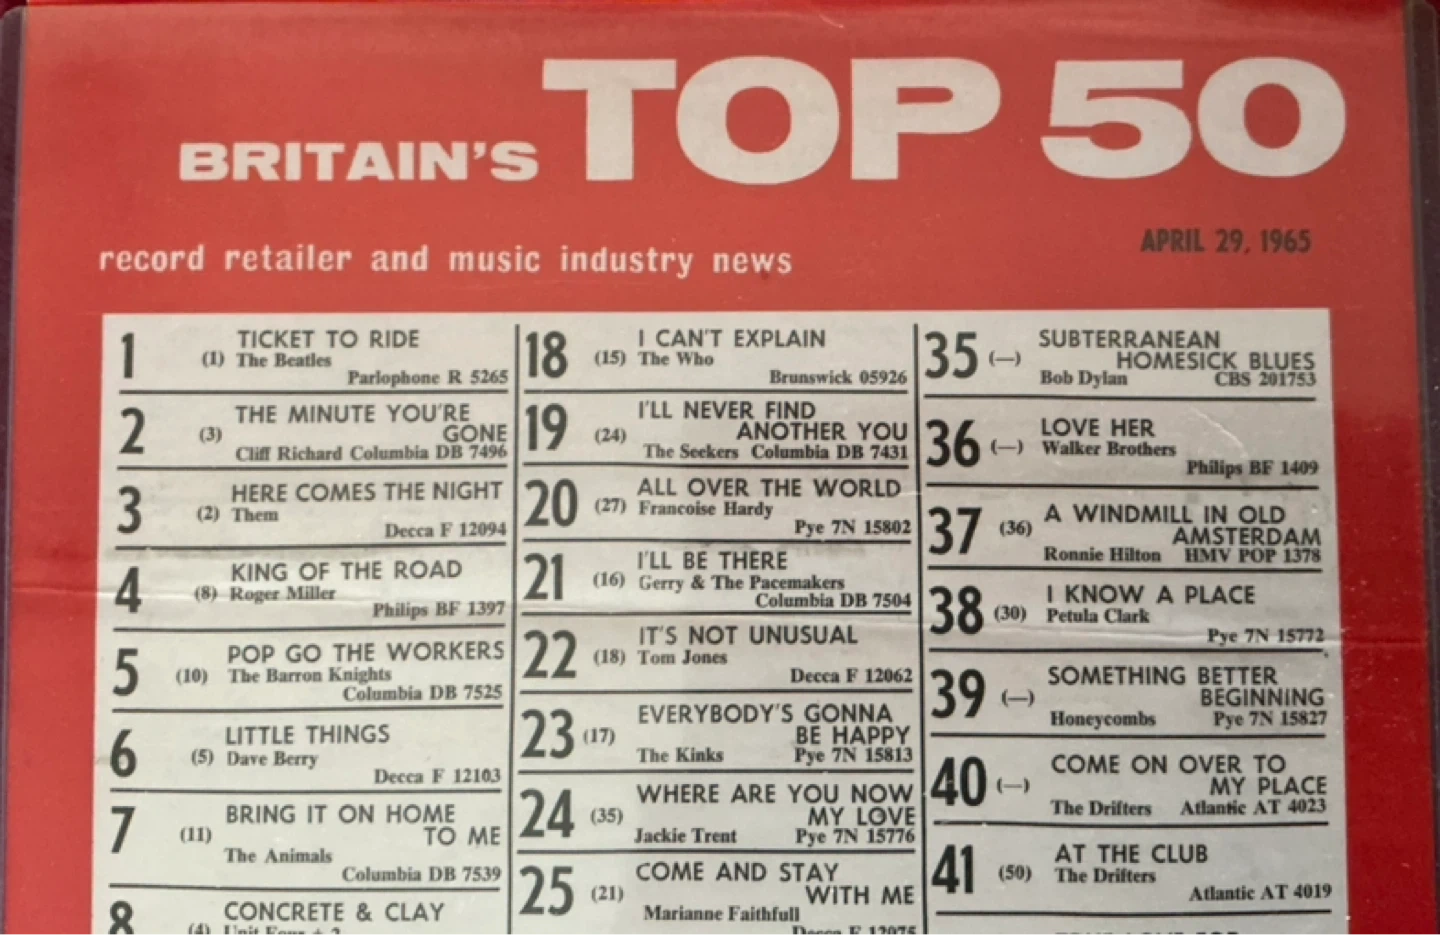 BRITAIN'S TOP 50
APRIL 29, 1965
record retailer and music industry news
1
TICKET TO RIDE
(1) The Beatles
Parlophone R 5265
2
THE MINUTE YOU'RE
(3) GONE
Cliff Richard Columbia DB 7496
3
HERE COMES THE NIGHT
(2) Them
Decca F 12094
4
KING OF THE ROAD
(8) Roger Miller
Philips BF 1397
5
POP GO THE WORKERS
(10) The Barron Knights
Columbia DB 7525
6
LITTLE THINGS
(5) Dave Berry
Decca F 12103
7
BRING IT ON HOME
(11) TO ME
The Animals
Columbia DB 7539
8
CONCRETE & CLAY
(4) Unit Four + 2
18
I CAN'T EXPLAIN
(15) The Who
Brunswick 05926
19
I'LL NEVER FIND
(24) ANOTHER YOU
The Seekers Columbia DB 7431
20
ALL OVER THE WORLD
(27) Francoise Hardy
Pye 7N 15802
21
I'LL BE THERE
(16) Gerry & The Pacemakers
Columbia DB 7504
22
IT'S NOT UNUSUAL
(18) Tom Jones
Decca F 12062
23
EVERYBODY'S GONNA
(17) BE HAPPY
The Kinks Pye 7N 15813
24
WHERE ARE YOU NOW
(35) MY LOVE
Jackie Trent Pye 7N 15776
25
COME AND STAY
(21) WITH ME
Marianne Faithfull
Decca F 12075
35
SUBTERRANEAN
(—) HOMESICK BLUES
Bob Dylan CBS 201753
36
LOVE HER
(—) Walker Brothers
Philips BF 1409
37
A WINDMILL IN OLD
(36) AMSTERDAM
Ronnie Hilton HMV POP 1378
38
I KNOW A PLACE
(30) Petula Clark
Pye 7N 15772
39
SOMETHING BETTER
(—) BEGINNING
Honeycombs Pye 7N 15827
40
COME ON OVER TO
(—) MY PLACE
The Drifters Atlantic AT 4023
41
AT THE CLUB
(50) The Drifters
Atlantic AT 4019